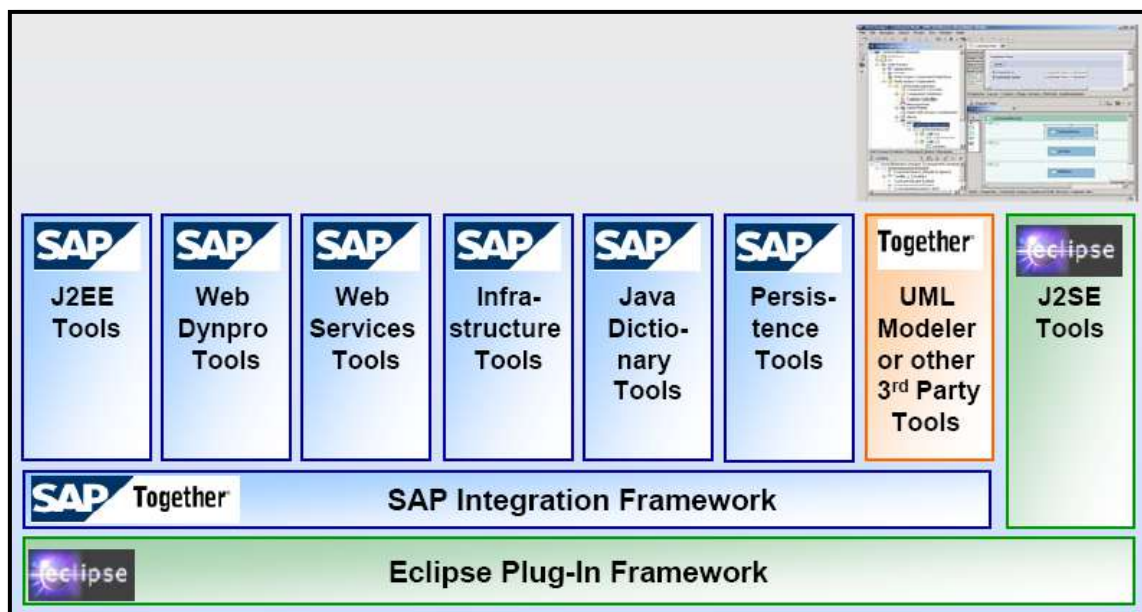 SAP
J2EE
Tools
SAP
Web
Dynpro
Tools
SAP
Web
Services
Tools
SAP
Infra-
structure
Tools
SAP
Java
Dictio-
nary
Tools
SAP
Persis-
tence
Tools
Together
UML
Modeler
or other
3rd Party
Tools
eclipse
J2SE
Tools
SAP Together
SAP Integration Framework
eclipse
Eclipse Plug-In Framework